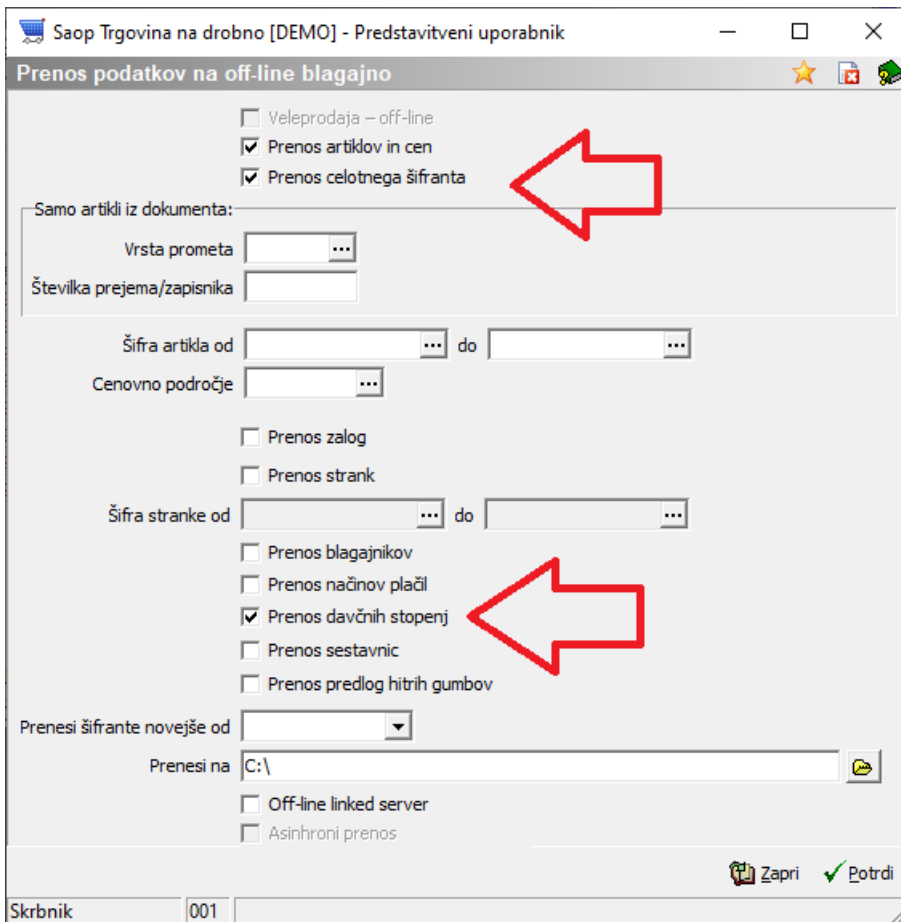 Saop Trgovina na drobno [DEMO] - Predstavitveni uporabnik
Prenos podatkov na off-line blagajno
Veleprodaja – off-line
Prenos artiklov in cen
Prenos celotnega šifranta
Samo artikli iz dokumenta:
Vrsta prometa ...
Številka prejema/zapisnika
Šifra artikla od ... do ...
Cenovno področje ...
Prenos zalog
Prenos strank
Šifra stranke od ... do ...
Prenos blagajnikov
Prenos načinov plačil
Prenos davčnih stopenj
Prenos sestavnic
Prenos predlog hitrih gumbov
Prenesi šifrante novejše od
Prenesi na C:\
Off-line linked server
Asinhroni prenos
Zapri Potrdi
Skrbnik 001